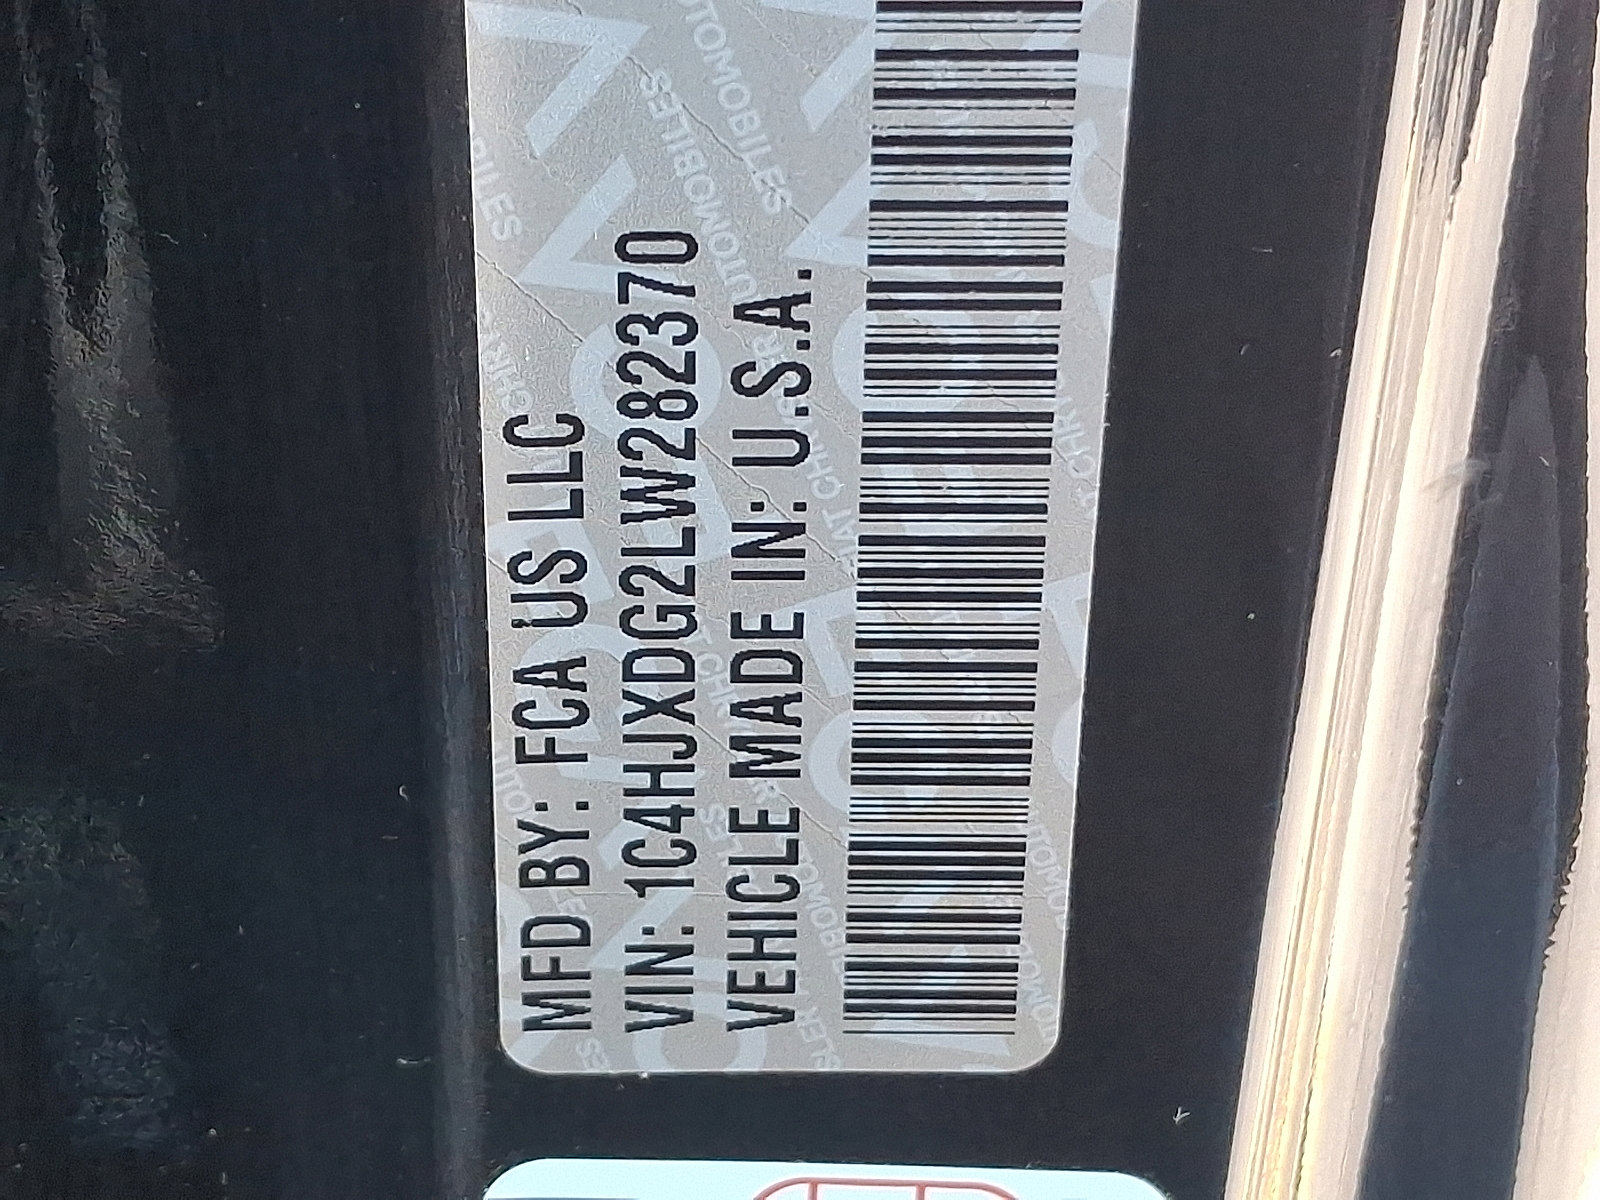 MFD BY: FCA US LLC
VIN: 1C4HJXDG2LW282370
VEHICLE MADE IN: U.S.A.